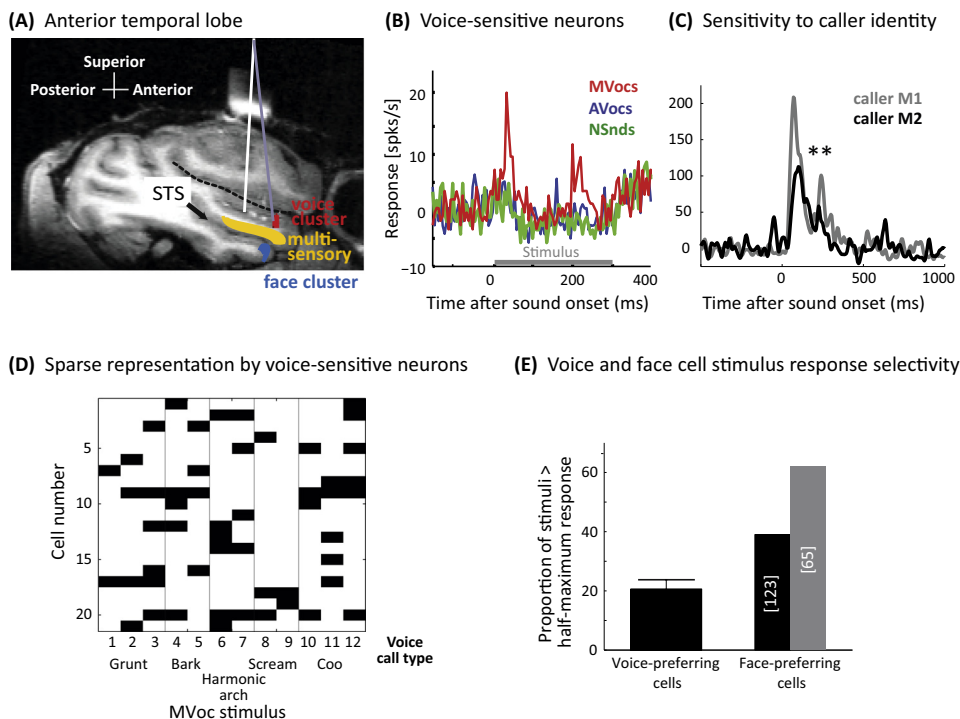 (A) Anterior temporal lobe
Superior
Posterior
Anterior
STS
voice
cluster
multi-
sensory
face cluster
(B) Voice-sensitive neurons
MVocs
AVocs
NSnds
Response [spks/s]
20
10
0
−10
Stimulus
0
200
400
Time after sound onset (ms)
(C) Sensitivity to caller identity
caller M1
caller M2
**
200
150
100
50
0
0
500
1000
Time after sound onset (ms)
(D) Sparse representation by voice-sensitive neurons
Cell number
5
10
15
20
1 2 3 4 5 6 7 8 9 10 11 12
Voice
call type
Grunt
Bark
Harmonic
arch
Scream
Coo
MVoc stimulus
(E) Voice and face cell stimulus response selectivity
Proportion of stimuli >
half-maximum response
60
40
20
0
[123]
[65]
Voice-preferring
cells
Face-preferring
cells